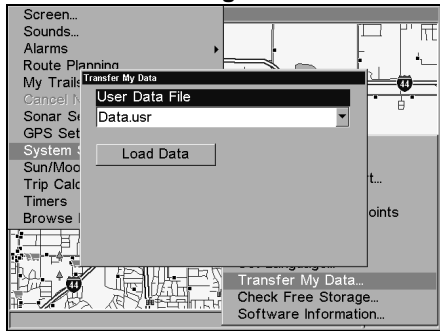 Screen...
Sounds...
Alarms
Route Planning
My Trails
Cancel
Sonar
GPS
System
Sun/Moo
Trip Calc
Timers
Browse
Transfer My Data
User Data File
Data.usr
Load Data
44
44
t...
oints
Set Language...
Transfer My Data...
Check Free Storage...
Software Information...